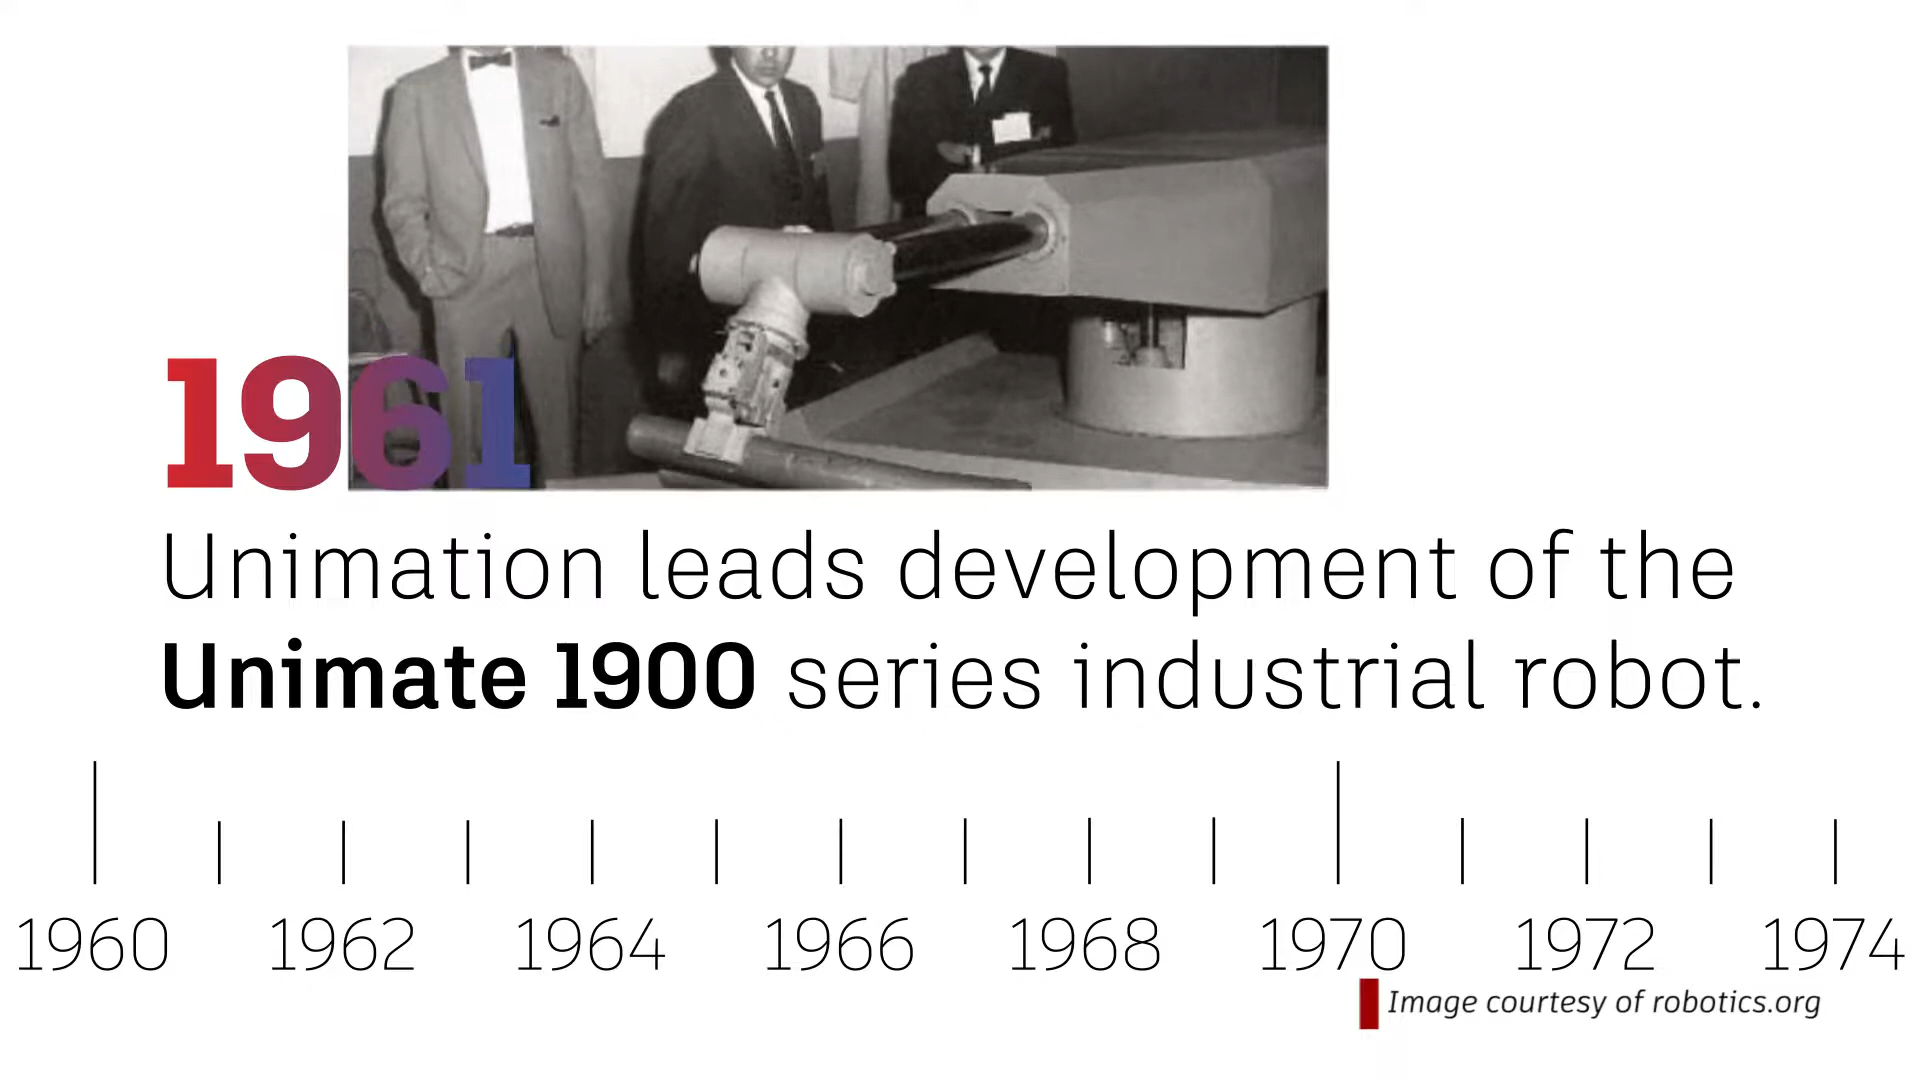 1961
Unimation leads development of the
Unimate 1900 series industrial robot.
1960 1962 1964 1966 1968 1970 1972 1974
Image courtesy of robotics.org